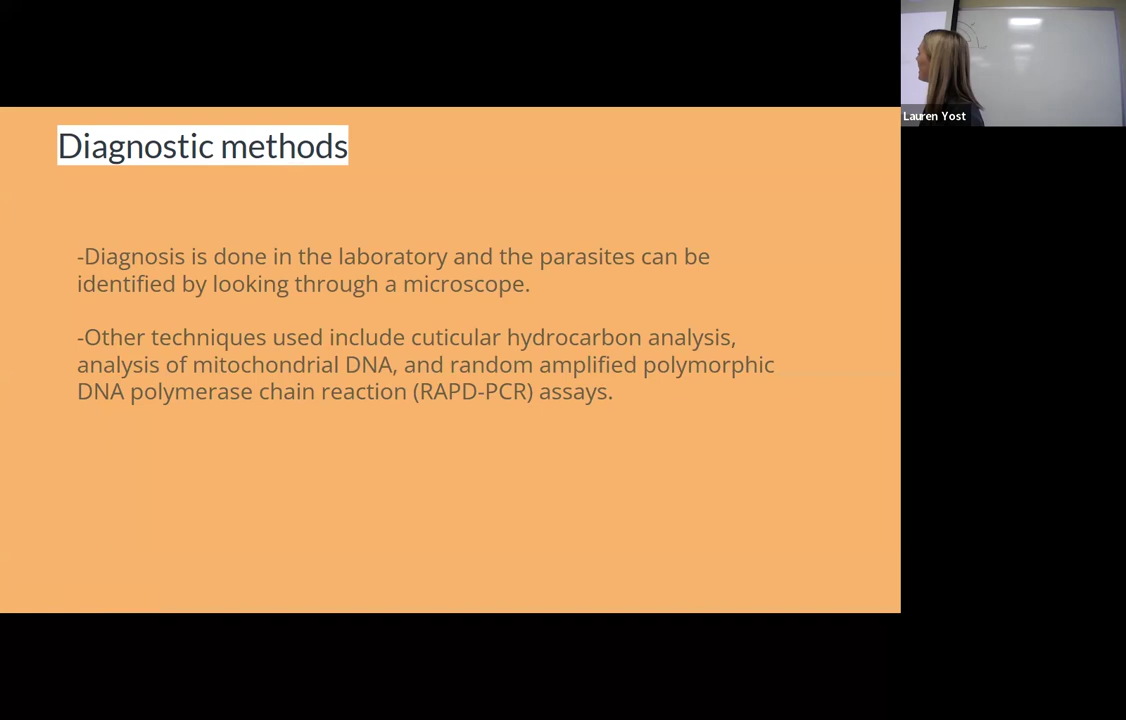 Diagnostic methods
-Diagnosis is done in the laboratory and the parasites can be
identified by looking through a microscope.
-Other techniques used include cuticular hydrocarbon analysis,
analysis of mitochondrial DNA, and random amplified polymorphic
DNA polymerase chain reaction (RAPD-PCR) assays.
Lauren Yost